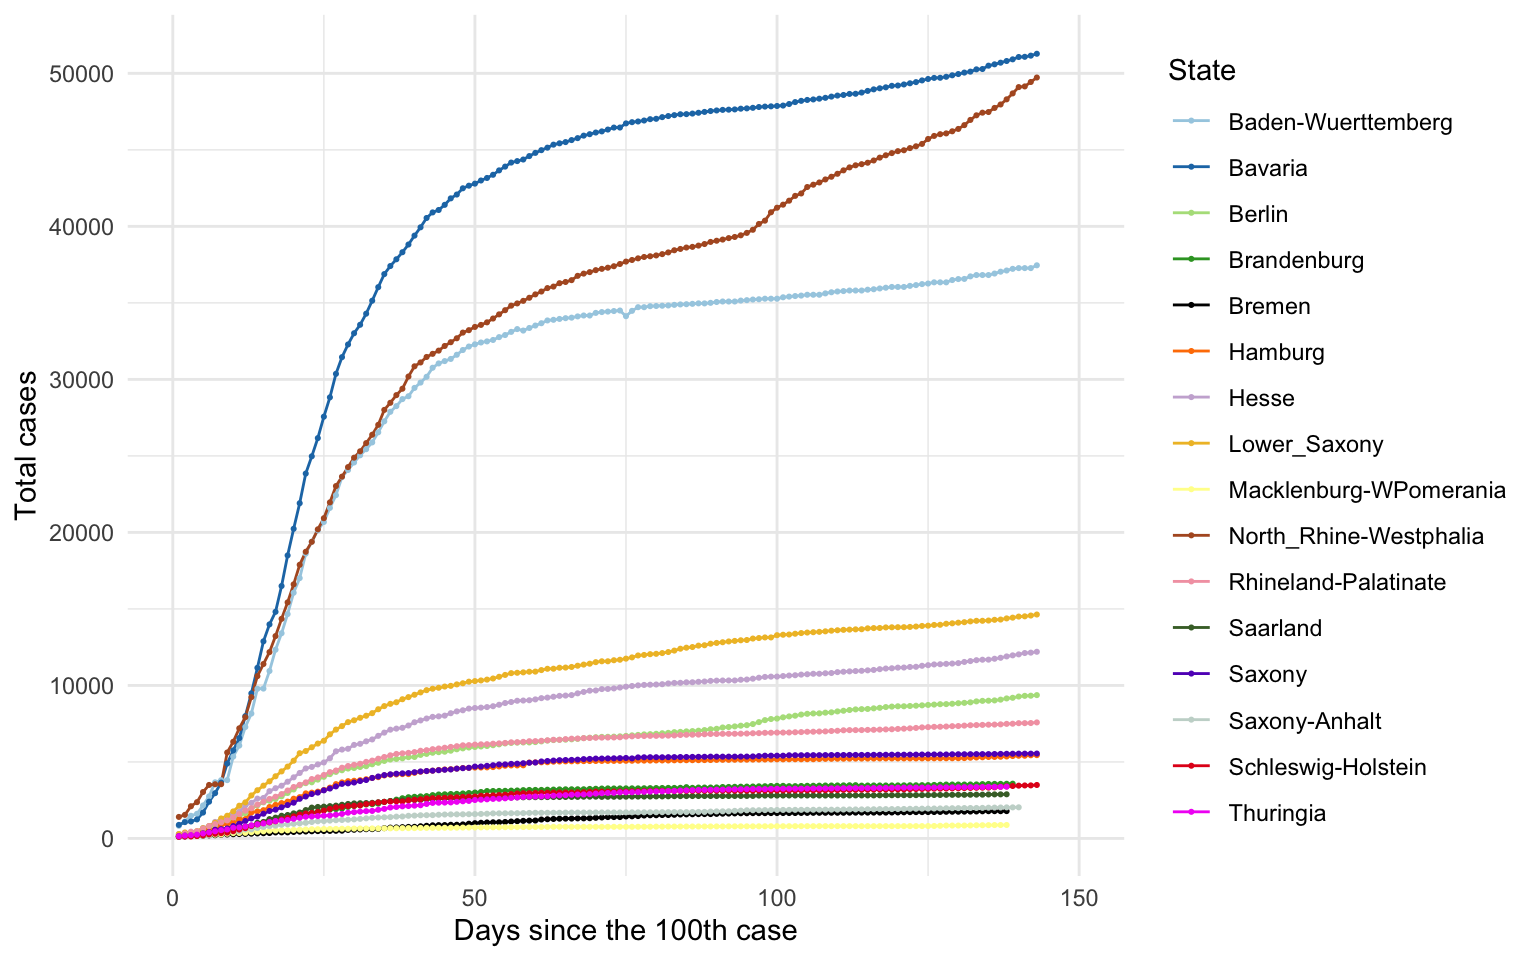 50000
40000
30000
20000
10000
0
Total cases
0
50
100
150
Days since the 100th case
State
Baden-Wuerttemberg
Bavaria
Berlin
Brandenburg
Bremen
Hamburg
Hesse
Lower_Saxony
Macklenburg-WPomerania
North_Rhine-Westphalia
Rhineland-Palatinate
Saarland
Saxony
Saxony-Anhalt
Schleswig-Holstein
Thuringia